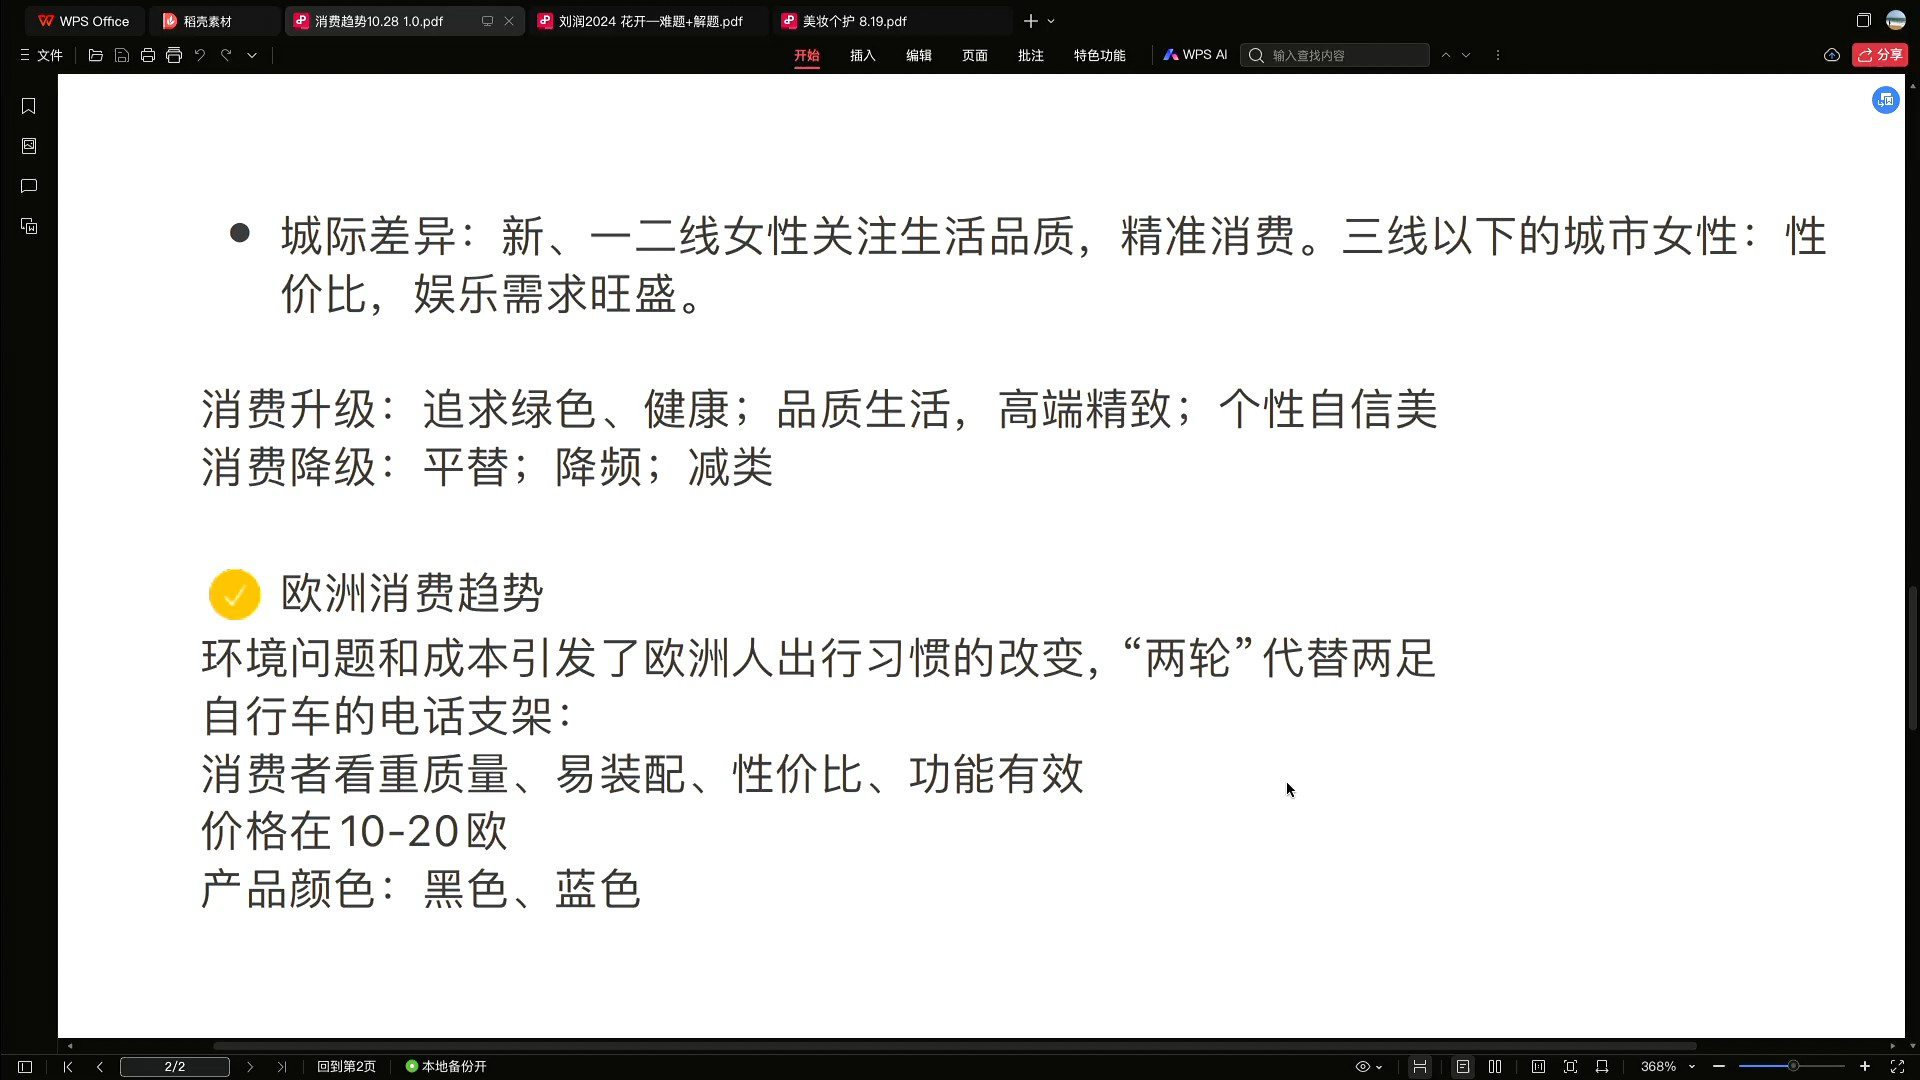 WPS Office
稻壳素材
消费趋势10.28 1.0.pdf
刘润2024 花开—难题+解题.pdf
美妆个护 8.19.pdf
文件
开始
插入
编辑
页面
批注
特色功能
WPS AI
输入查找内容
分享
城际差异：新、一二线女性关注生活品质，精准消费。三线以下的城市女性：性
价比，娱乐需求旺盛。
消费升级：追求绿色、健康；品质生活，高端精致；个性自信美
消费降级：平替；降频；减类
欧洲消费趋势
环境问题和成本引发了欧洲人出行习惯的改变，“两轮”代替两足
自行车的电话支架：
消费者看重质量、易装配、性价比、功能有效
价格在10-20欧
产品颜色：黑色、蓝色
2/2
回到第2页
本地备份开
368%